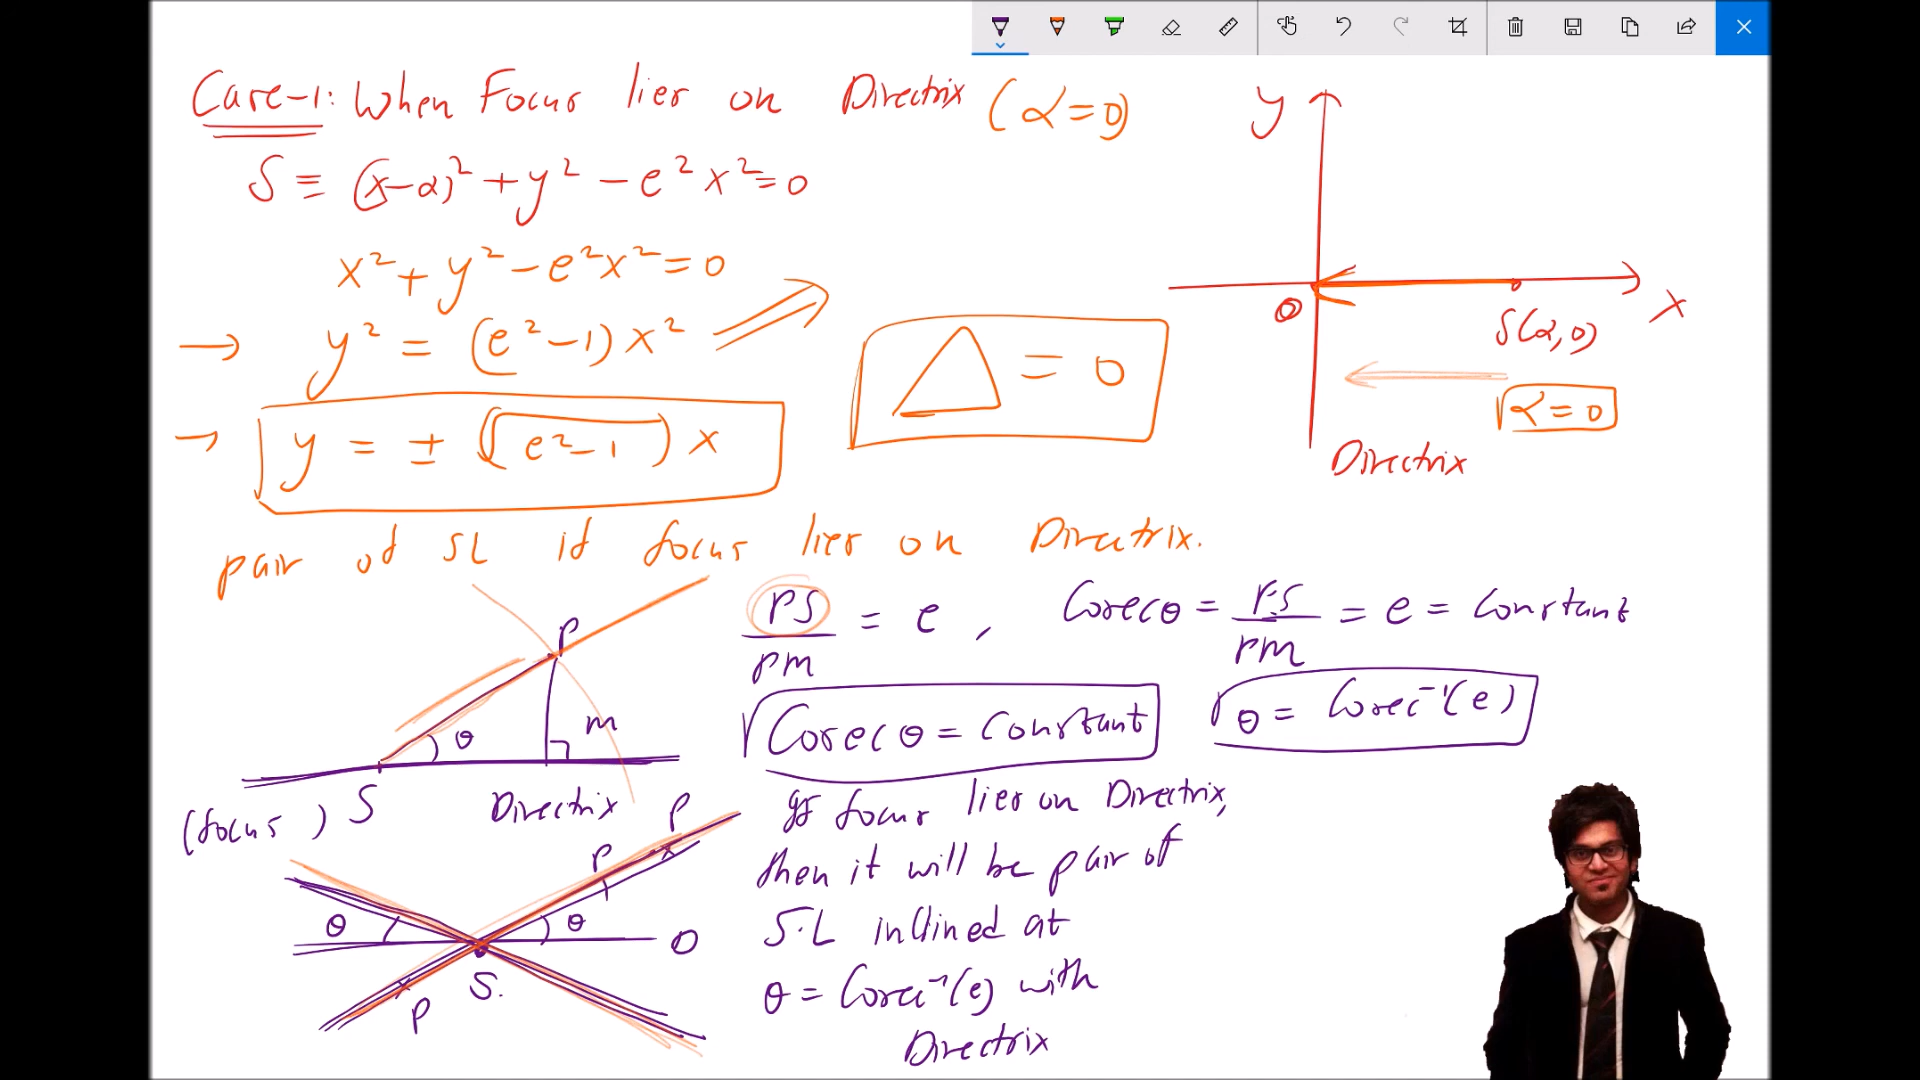 Case-1: When Focus lies on Directrix (α=0)
S ≡ (x-α)² + y² - e²x² = 0
x² + y² - e²x² = 0
→ y² = (e²-1)x²
→ y = ± (√e²-1) x
△ = 0
y
O
S(α,0)
x
α=0
Directrix
pair of SL if focus lies on Directrix.
PS/PM = e, Cosecθ = PS/PM = e = Constant
Cosecθ = Constant
θ = Cosec⁻¹(e)
P
θ
M
(focus) S
Directrix
If focus lies on Directrix,
then it will be pair of
S.L inclined at
θ = Cosec⁻¹(e) with
Directrix
P
P
θ
θ
D
S.
P